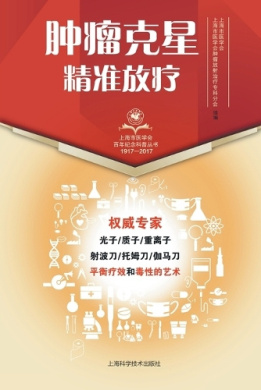 肿瘤克星
精准放疗
上海市医学会
上海市医学会肿瘤放射治疗专科分会
组编
上海市医学会
百年纪念科普丛书
1917—2017
权威专家
光子/质子/重离子
射波刀/托姆刀/伽马刀
平衡疗效和毒性的艺术
上海科学技术出版社